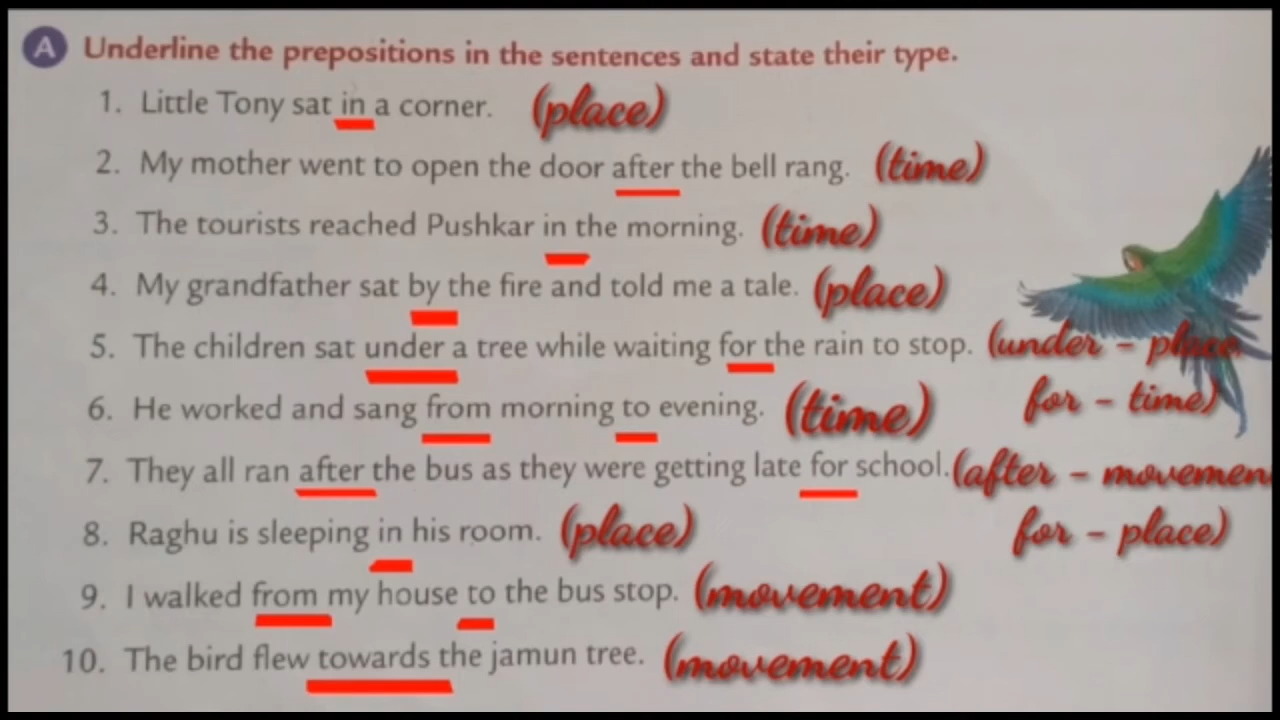 A Underline the prepositions in the sentences and state their type.
1. Little Tony sat in a corner. (place)
2. My mother went to open the door after the bell rang. (time)
3. The tourists reached Pushkar in the morning. (time)
4. My grandfather sat by the fire and told me a tale. (place)
5. The children sat under a tree while waiting for the rain to stop. (under - place
for - time)
6. He worked and sang from morning to evening. (time)
7. They all ran after the bus as they were getting late for school. (after - movemen
for - place)
8. Raghu is sleeping in his room. (place)
9. I walked from my house to the bus stop. (movement)
10. The bird flew towards the jamun tree. (movement)